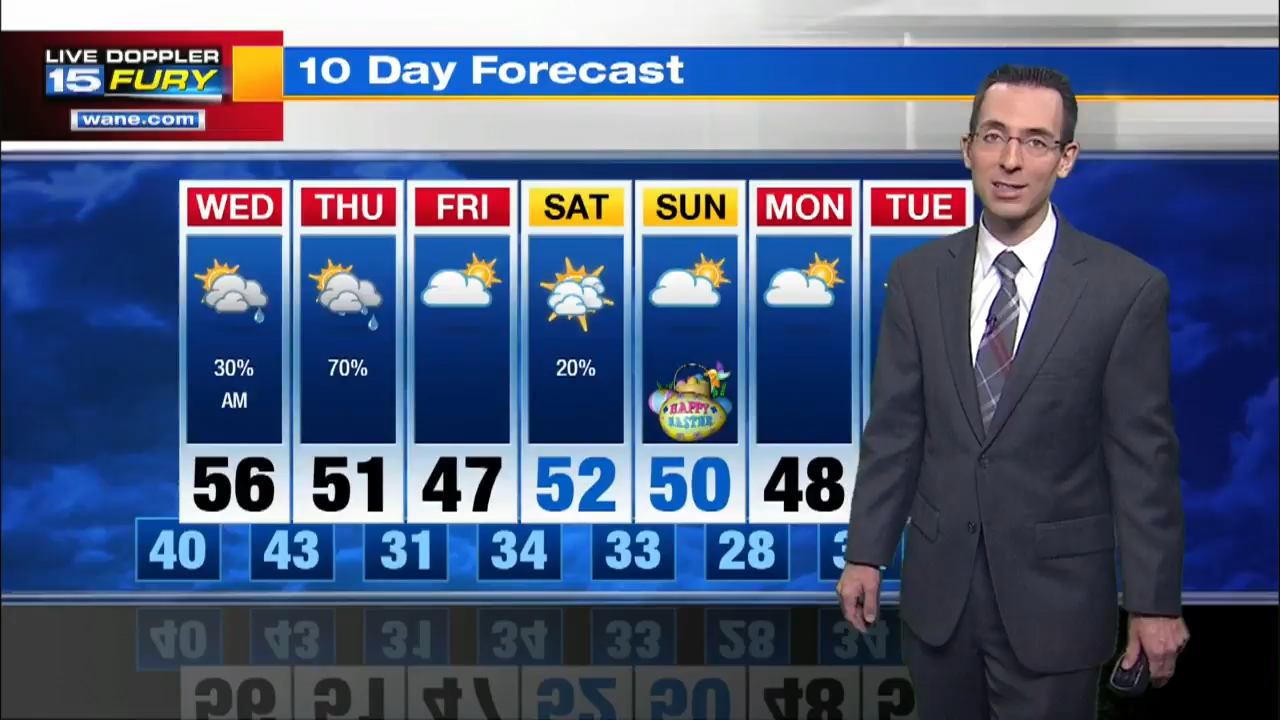 LIVE DOPPLER
15 FURY
wane.com
10 Day Forecast
WED THU FRI SAT SUN MON TUE
30% 70% 20%
AM
HAPPY
EASTER
56 51 47 52 50 48
40 43 31 34 33 28